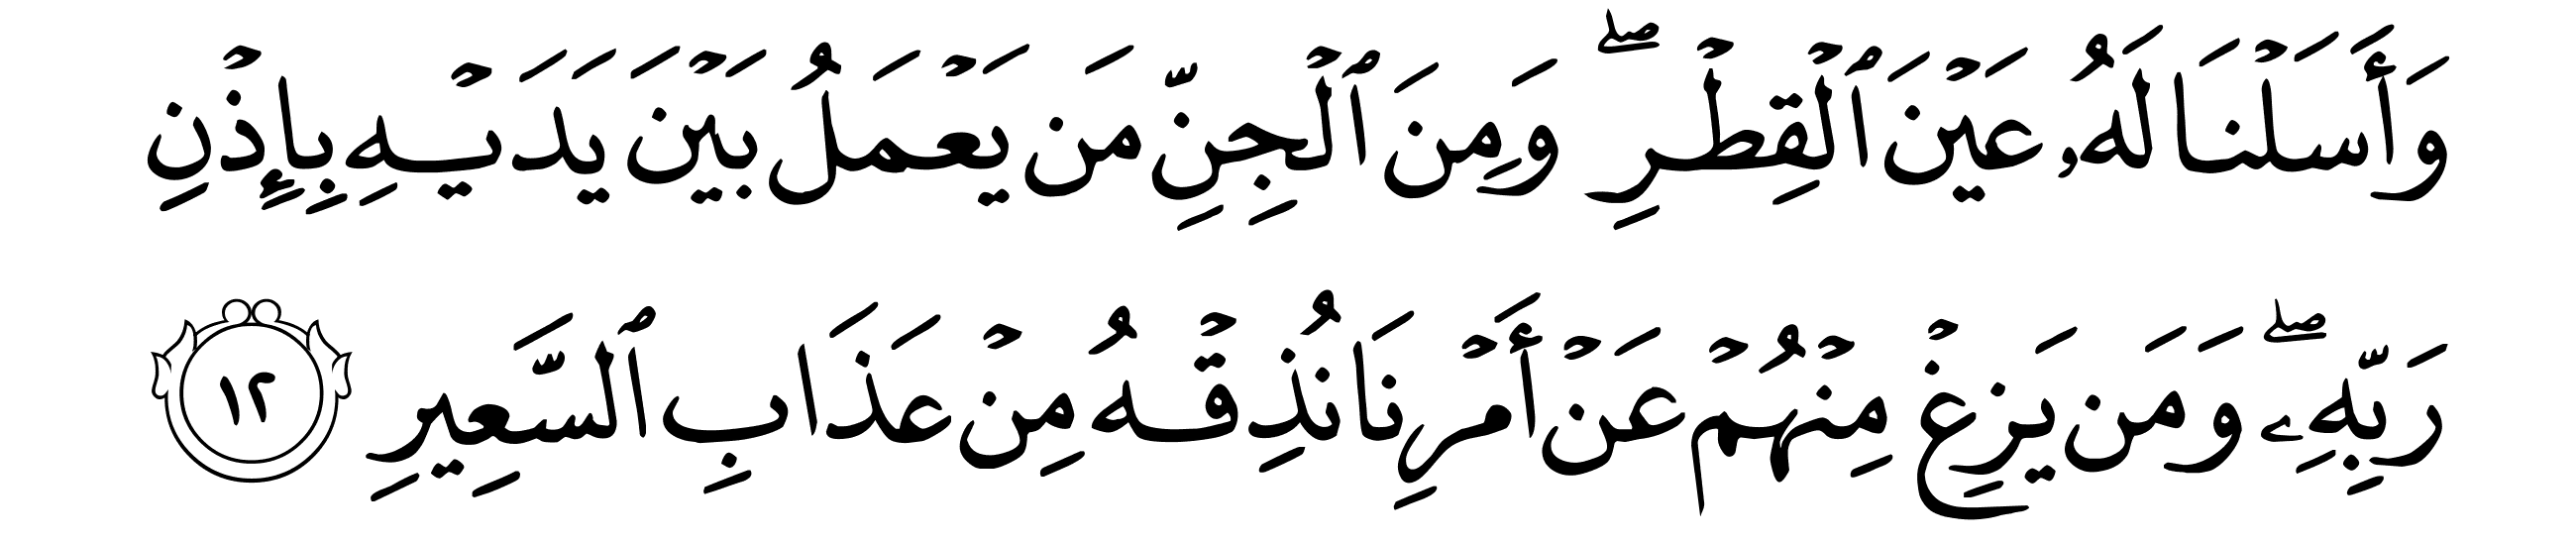 وَأَسَلْنَا لَهُۥ عَيْنَ ٱلْقِطْرِ ۖ وَمِنَ ٱلْجِنِّ مَن يَعْمَلُ بَيْنَ يَدَيْهِ بِإِذْنِ
رَبِّهِۦ ۖ وَمَن يَزِغْ مِنْهُمْ عَنْ أَمْرِنَا نُذِقْهُ مِنْ عَذَابِ ٱلسَّعِيرِ ١٢